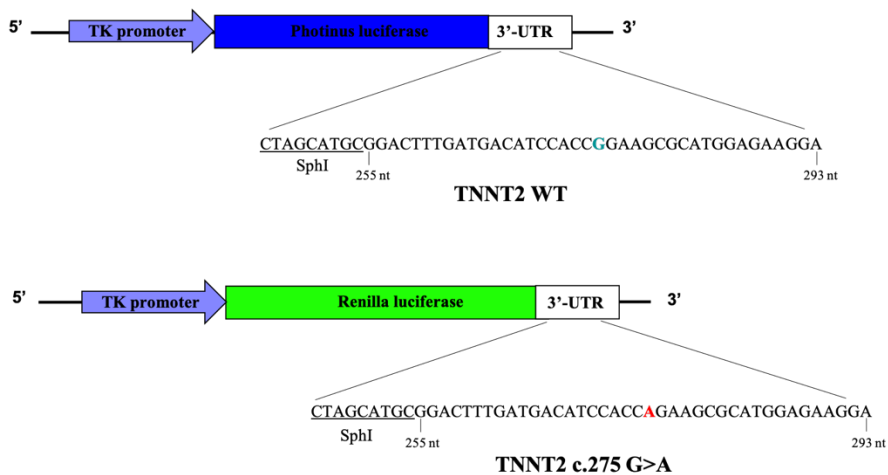 5' TK promoter Photinus luciferase 3'-UTR 3'
CTAGCATGCGGACTTTGATGACATCCACCGGAAGCGCATGGAGAAGGA
SphI
255 nt 293 nt
TNNT2 WT
5' TK promoter Renilla luciferase 3'-UTR 3'
CTAGCATGCGGACTTTGATGACATCCACCAGAAGCGCATGGAGAAGGA
SphI
255 nt 293 nt
TNNT2 c.275 G>A